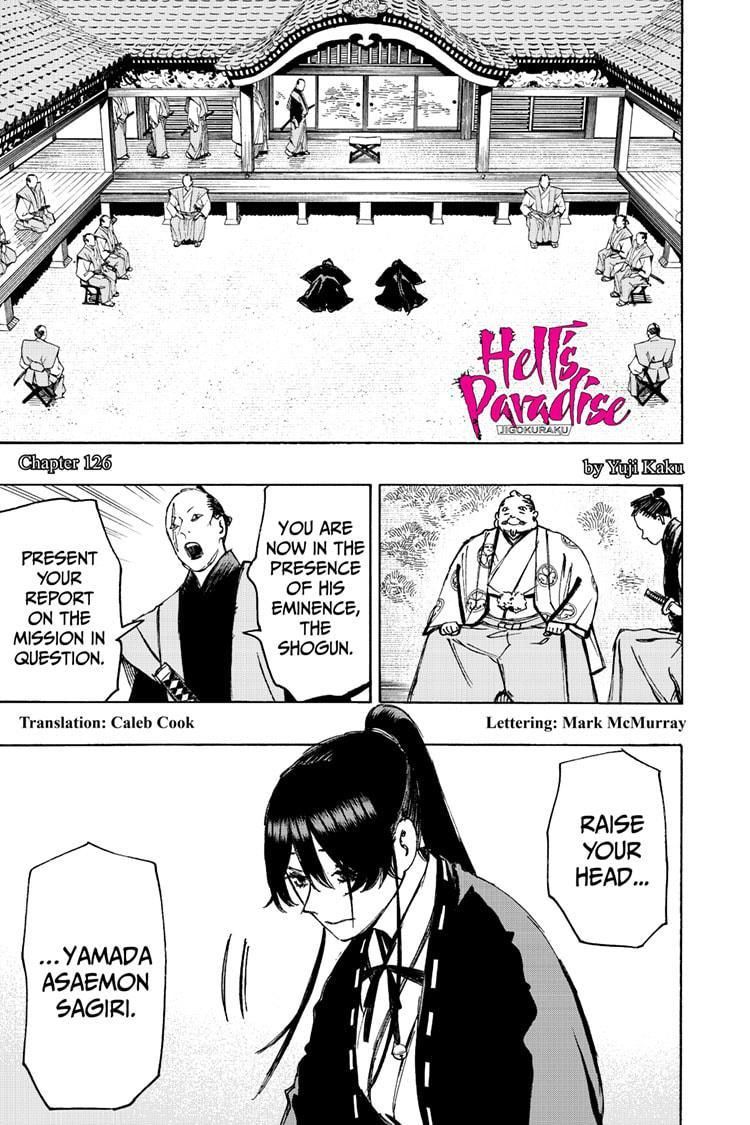 Hell's
Paradise
JIGOKURAKU
Chapter 126
by Yuji Kaku
YOU ARE
NOW IN THE
PRESENCE
OF HIS
EMINENCE,
THE
SHOGUN.
PRESENT
YOUR
REPORT
ON THE
MISSION IN
QUESTION.
Translation: Caleb Cook
Lettering: Mark McMurray
RAISE
YOUR
HEAD...
...YAMADA
ASAEMON
SAGIRI.